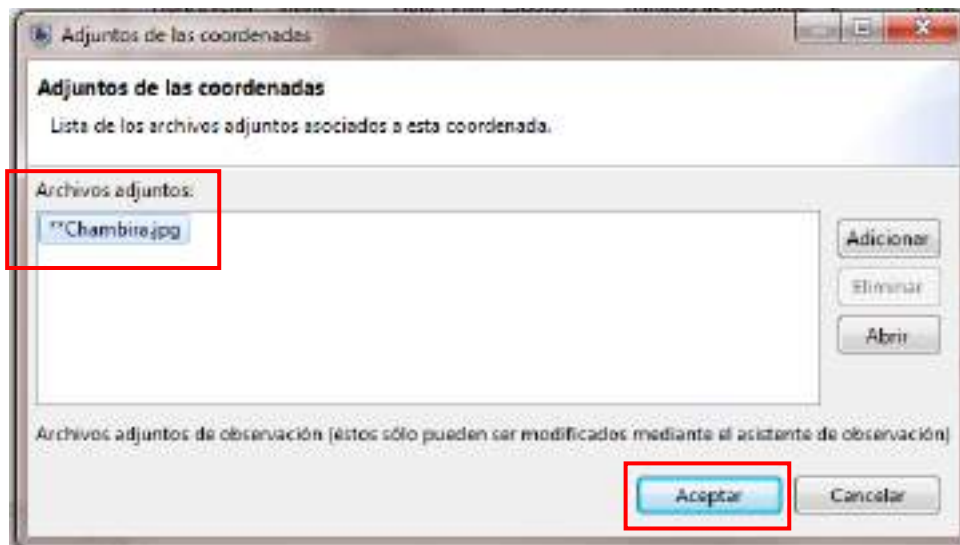 Adjuntos de las coordenadas
Adjuntos de las coordenadas
Lista de los archivos adjuntos asociados a esta coordenada.
Archivos adjuntos:
**Chambira.jpg
Adicionar
Eliminar
Abrir
Archivos adjuntos de observación (éstos sólo pueden ser modificados mediante el asistente de observación)
Aceptar
Cancelar